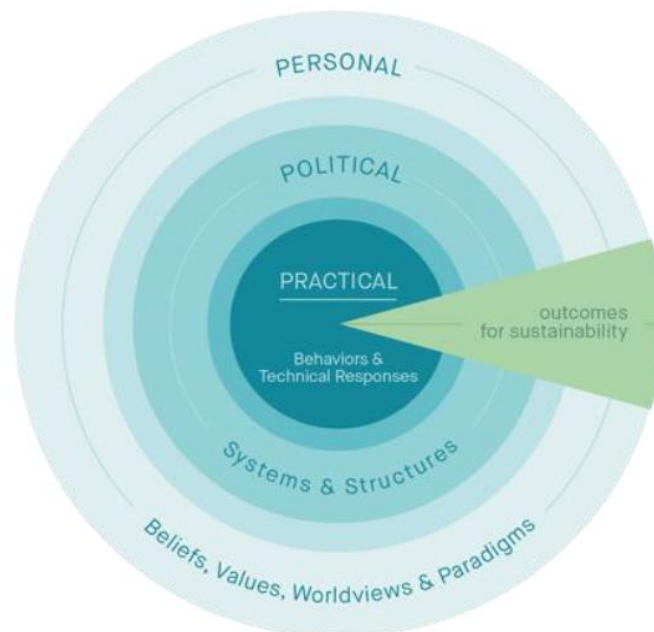 PERSONAL
POLITICAL
PRACTICAL
outcomes
for sustainability
Behaviors &
Technical Responses
Systems & Structures
Beliefs, Values, Worldviews & Paradigms